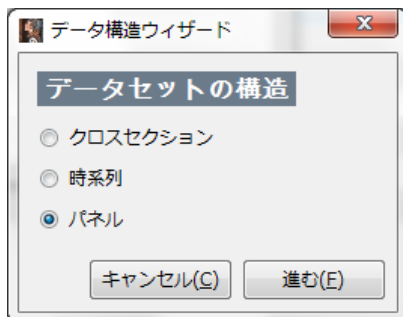 データ構造ウィザード
データセットの構造
クロスセクション
時系列
パネル
キャンセル(C)
進む(F)